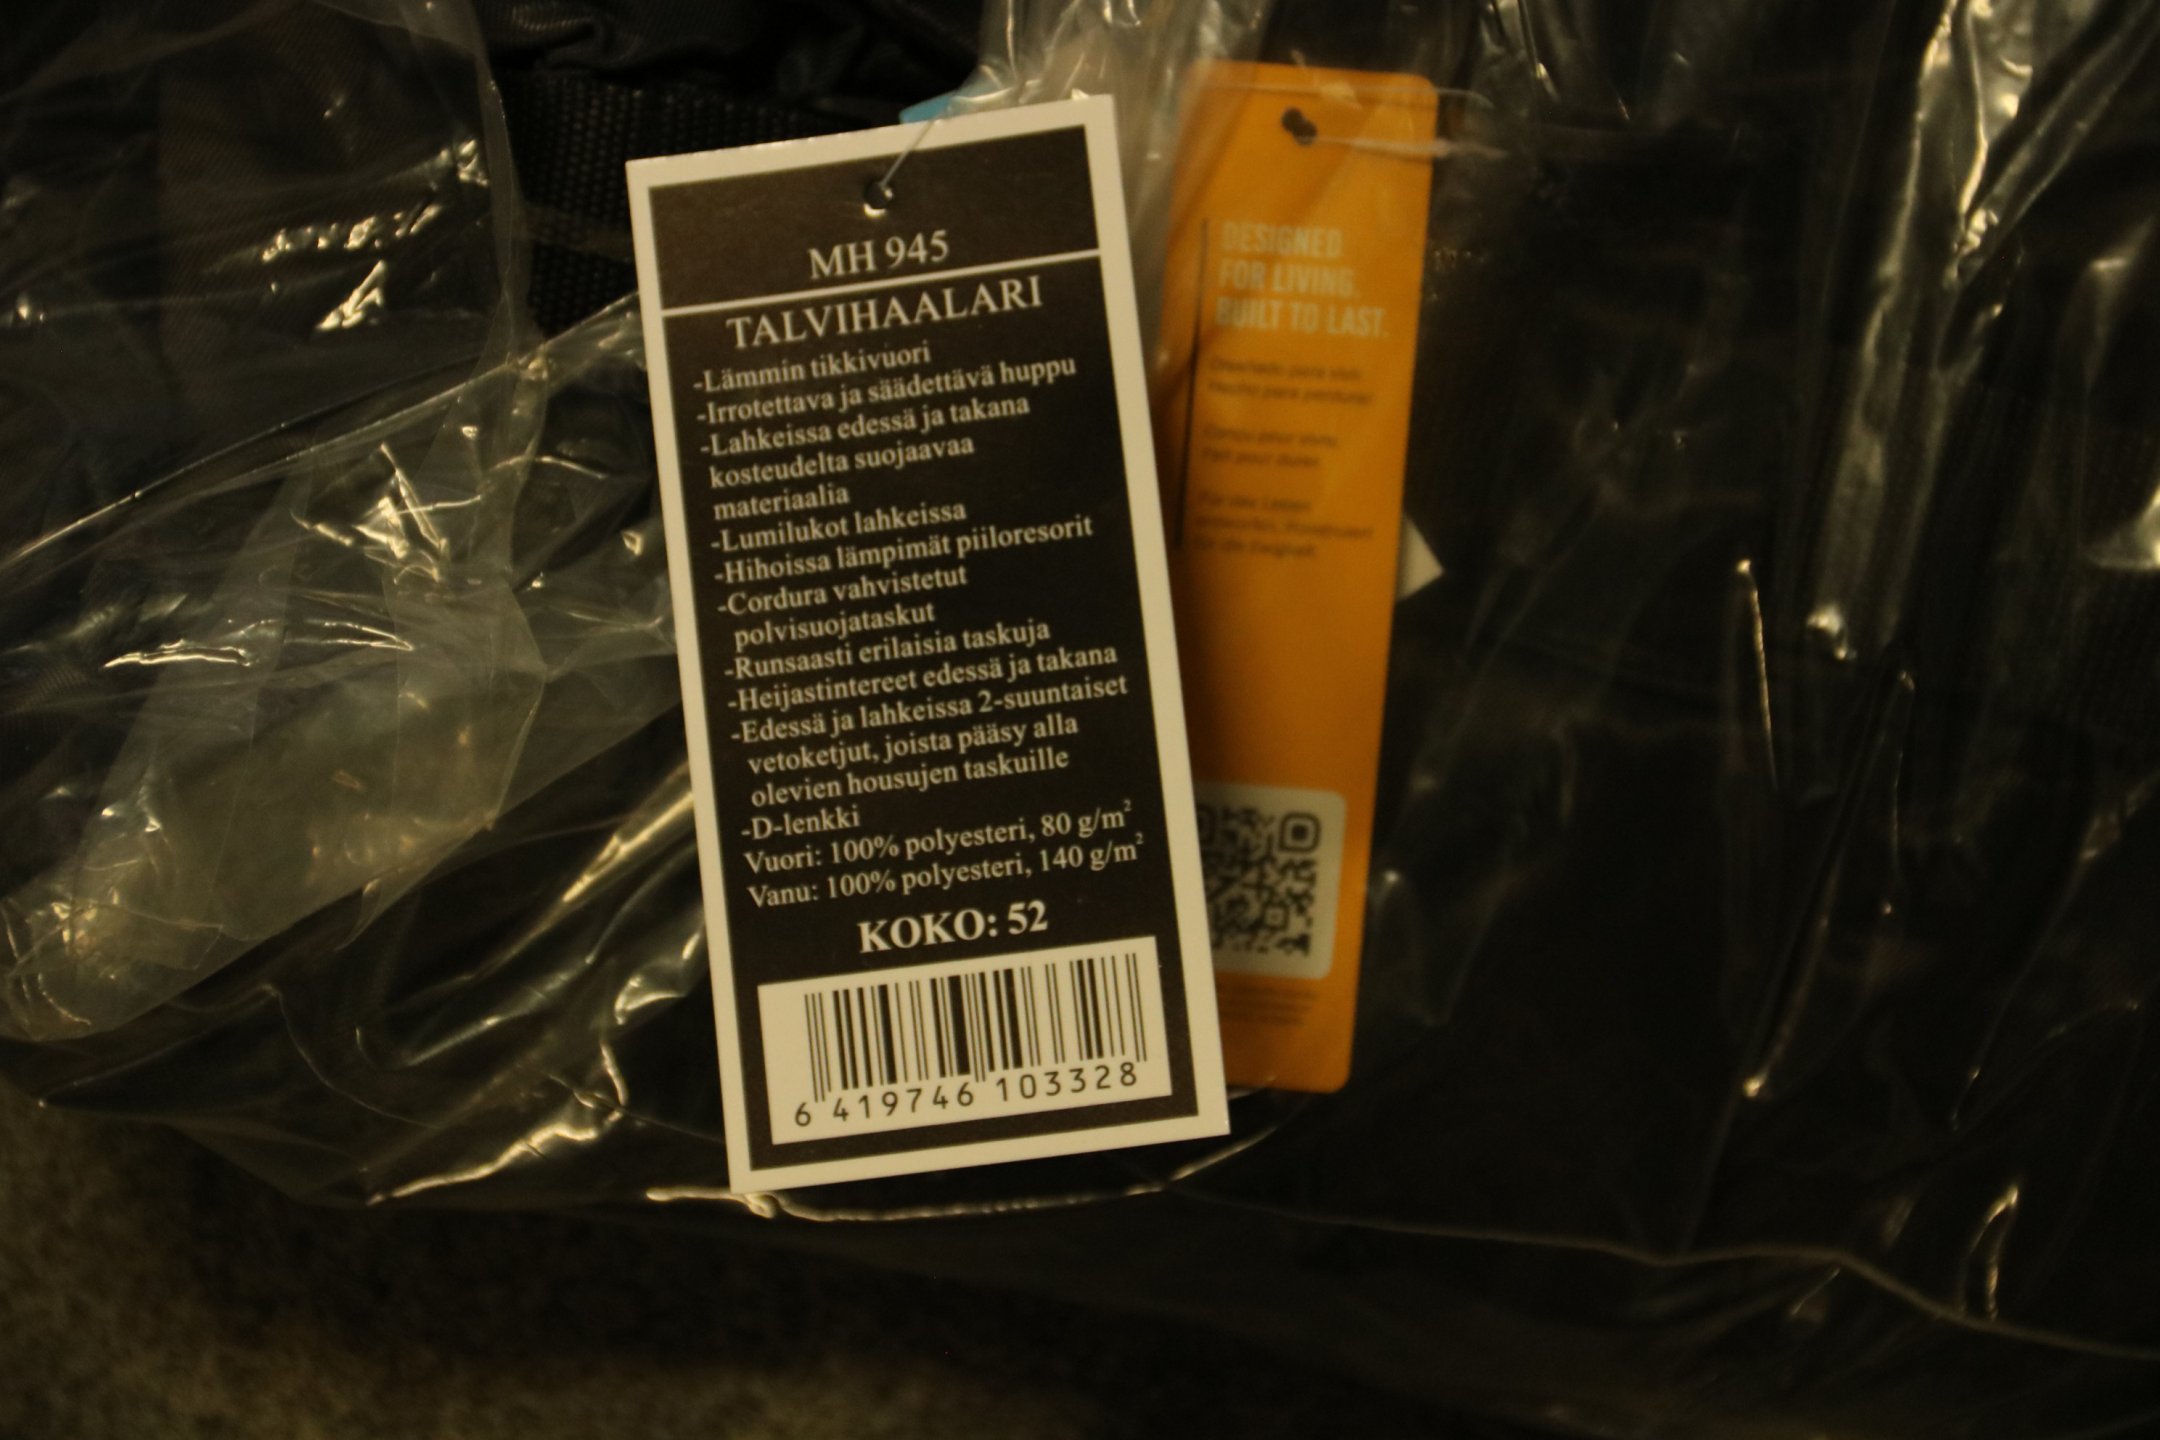 MH 945
TALVIHAALARI
-Lämmin tikkivuori
-Irrotettava ja säädettävä huppu
-Lahkeissa edessä ja takana
kosteudelta suojaavaa
materiaalia
-Lumilukot lahkeissa
-Hihoissa lämpimät piiloresorit
-Cordura vahvistetut
polvisuojataskut
-Runsaasti erilaisia taskuja
-Heijastintereet edessä ja takana
-Edessä ja lahkeissa 2-suuntaiset
vetoketjut, joista pääsy alla
olevien housujen taskuille
-D-lenkki
Vuori: 100% polyesteri, 80 g/m²
Vanu: 100% polyesteri, 140 g/m²
KOKO: 52
6 419746 103328
DESIGNED
FOR LIVING.
BUILT TO LAST.